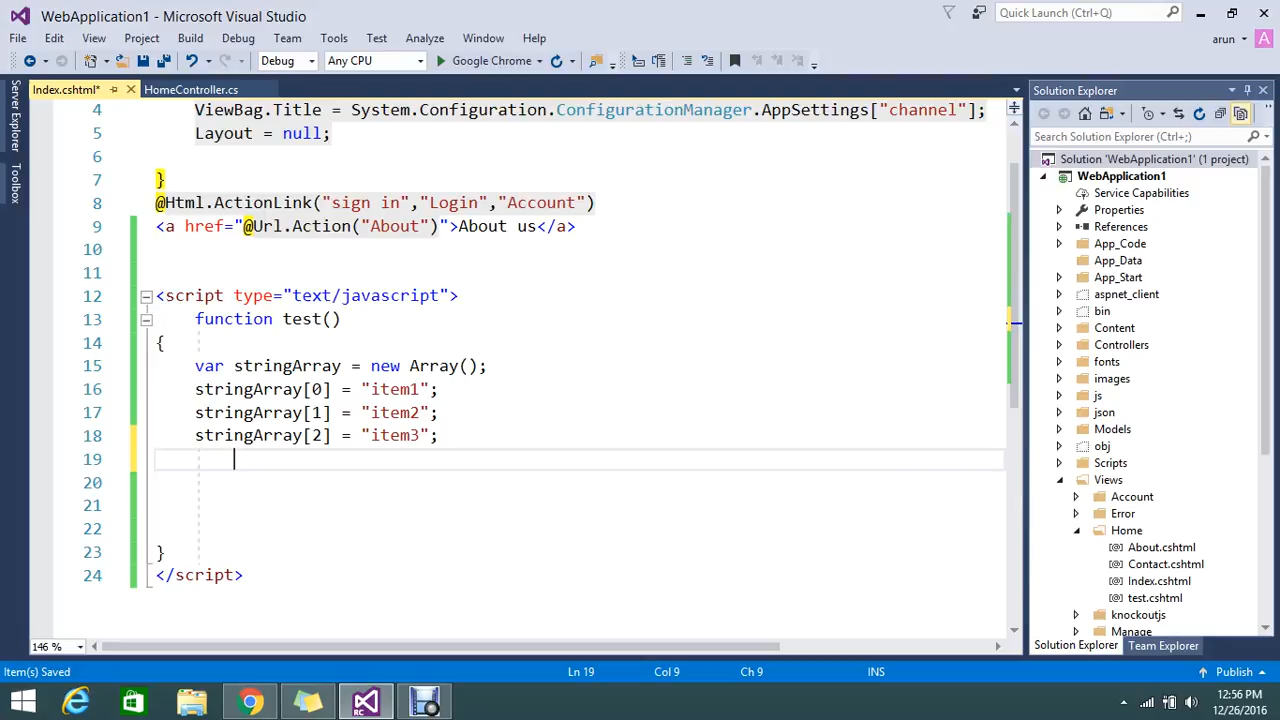 WebApplication1 - Microsoft Visual Studio
Quick Launch (Ctrl+Q)
File Edit View Project Build Debug Team Tools Test Analyze Window Help
arun A
Debug Any CPU Google Chrome
Index.cshtml* HomeController.cs
4 ViewBag.Title = System.Configuration.ConfigurationManager.AppSettings["channel"];
5 Layout = null;
6
7 }
8 @Html.ActionLink("sign in","Login","Account")
9 <a href="@Url.Action("About")">About us</a>
10
11
12 <script type="text/javascript">
13 function test()
14 {
15 var stringArray = new Array();
16 stringArray[0] = "item1";
17 stringArray[1] = "item2";
18 stringArray[2] = "item3";
19
20
21
22
23 }
24 </script>
146 %
Server Explorer
Toolbox
Solution Explorer
Search Solution Explorer (Ctrl+;)
Solution 'WebApplication1' (1 project)
WebApplication1
Service Capabilities
Properties
References
App_Code
App_Data
App_Start
aspnet_client
bin
Content
Controllers
fonts
images
js
json
Models
obj
Scripts
Views
Account
Error
Home
About.cshtml
Contact.cshtml
Index.cshtml
test.cshtml
knockoutjs
Manage
Solution Explorer Team Explorer
Item(s) Saved Ln 19 Col 9 Ch 9 INS Publish
RC
12:56 PM
12/26/2016